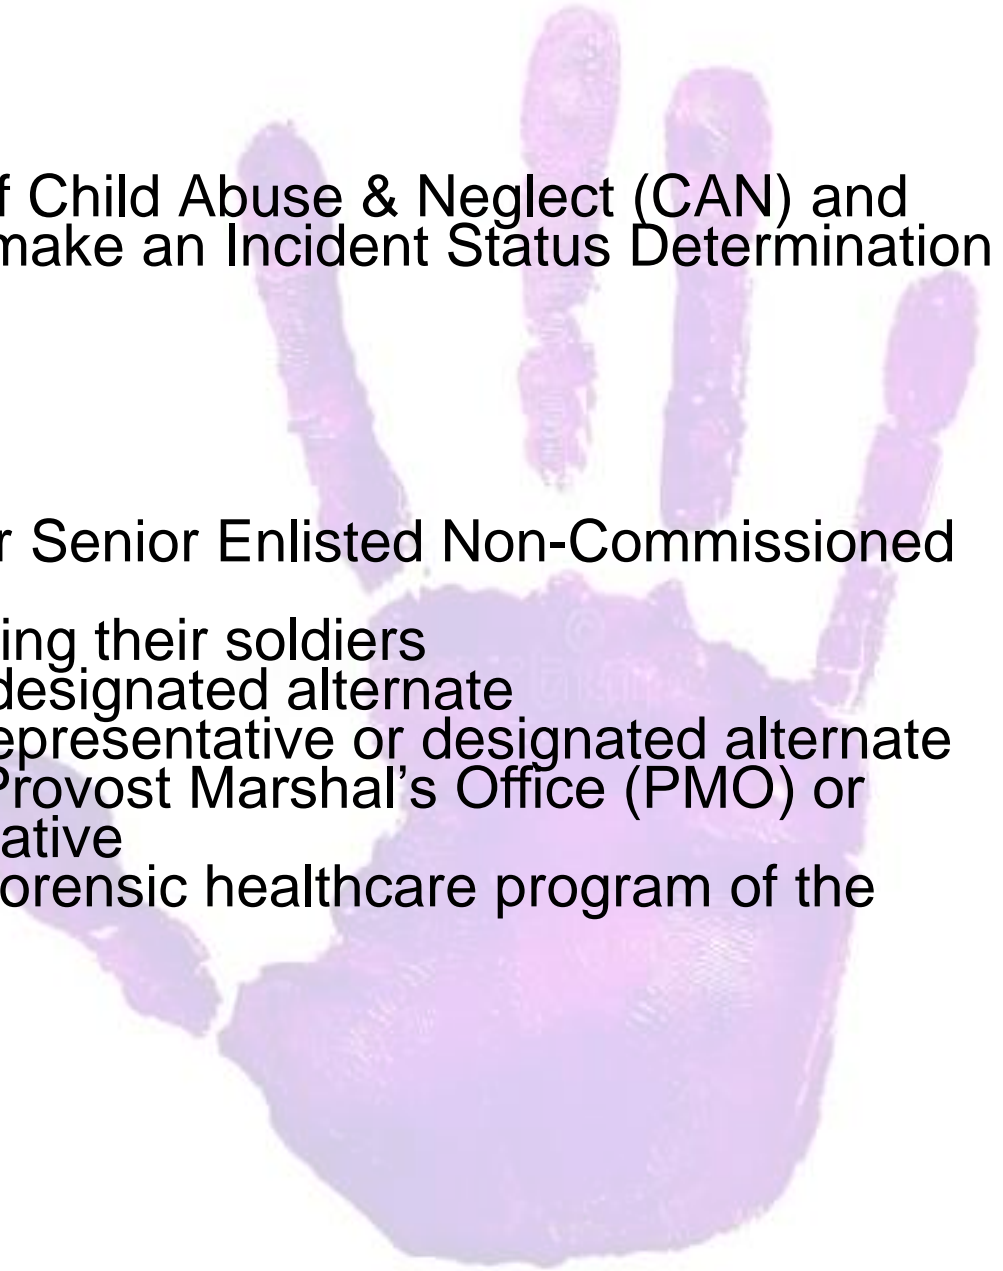 f Child Abuse & Neglect (CAN) and
make an Incident Status Determination
r Senior Enlisted Non-Commissioned
ing their soldiers
designated alternate
epresentative or designated alternate
Provost Marshal’s Office (PMO) or
ative
orensic healthcare program of the